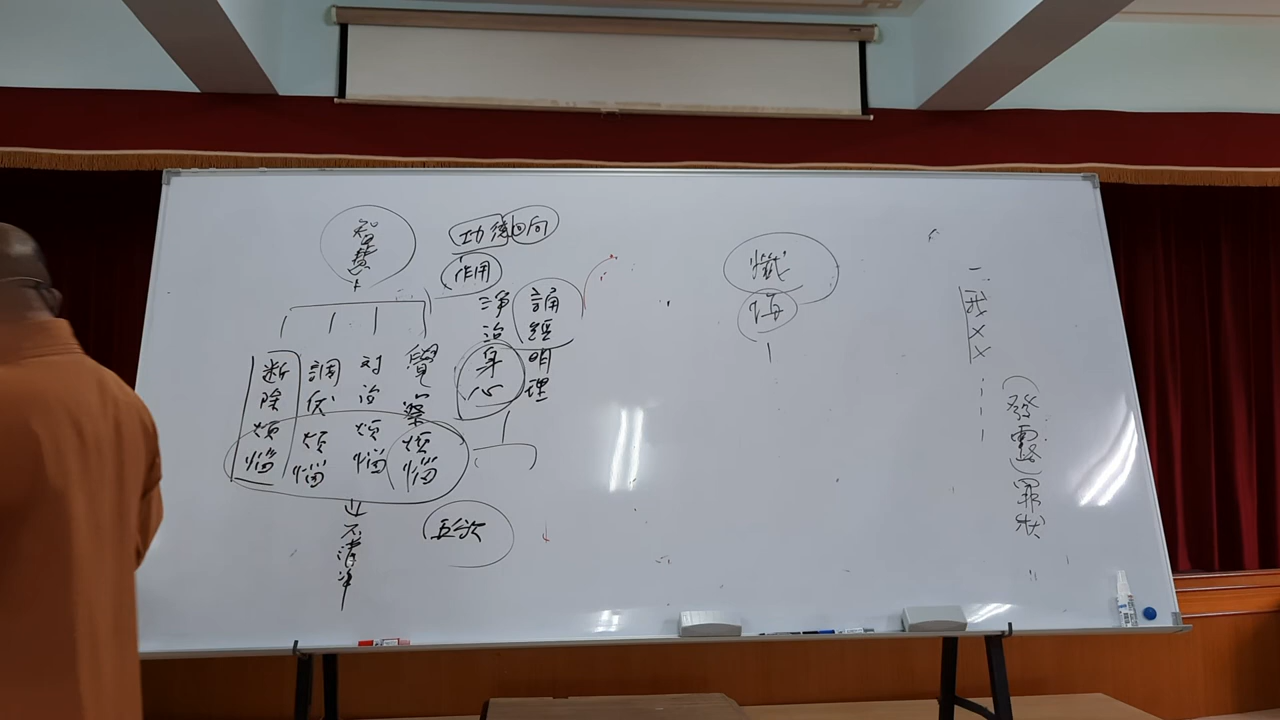 一、我××
(發露)罪狀
懺悔
功德回向
作用
誦經明理
淨治身心
智慧
覺察煩惱
對治煩惱
調伏煩惱
斷除煩惱
不清淨
五欲